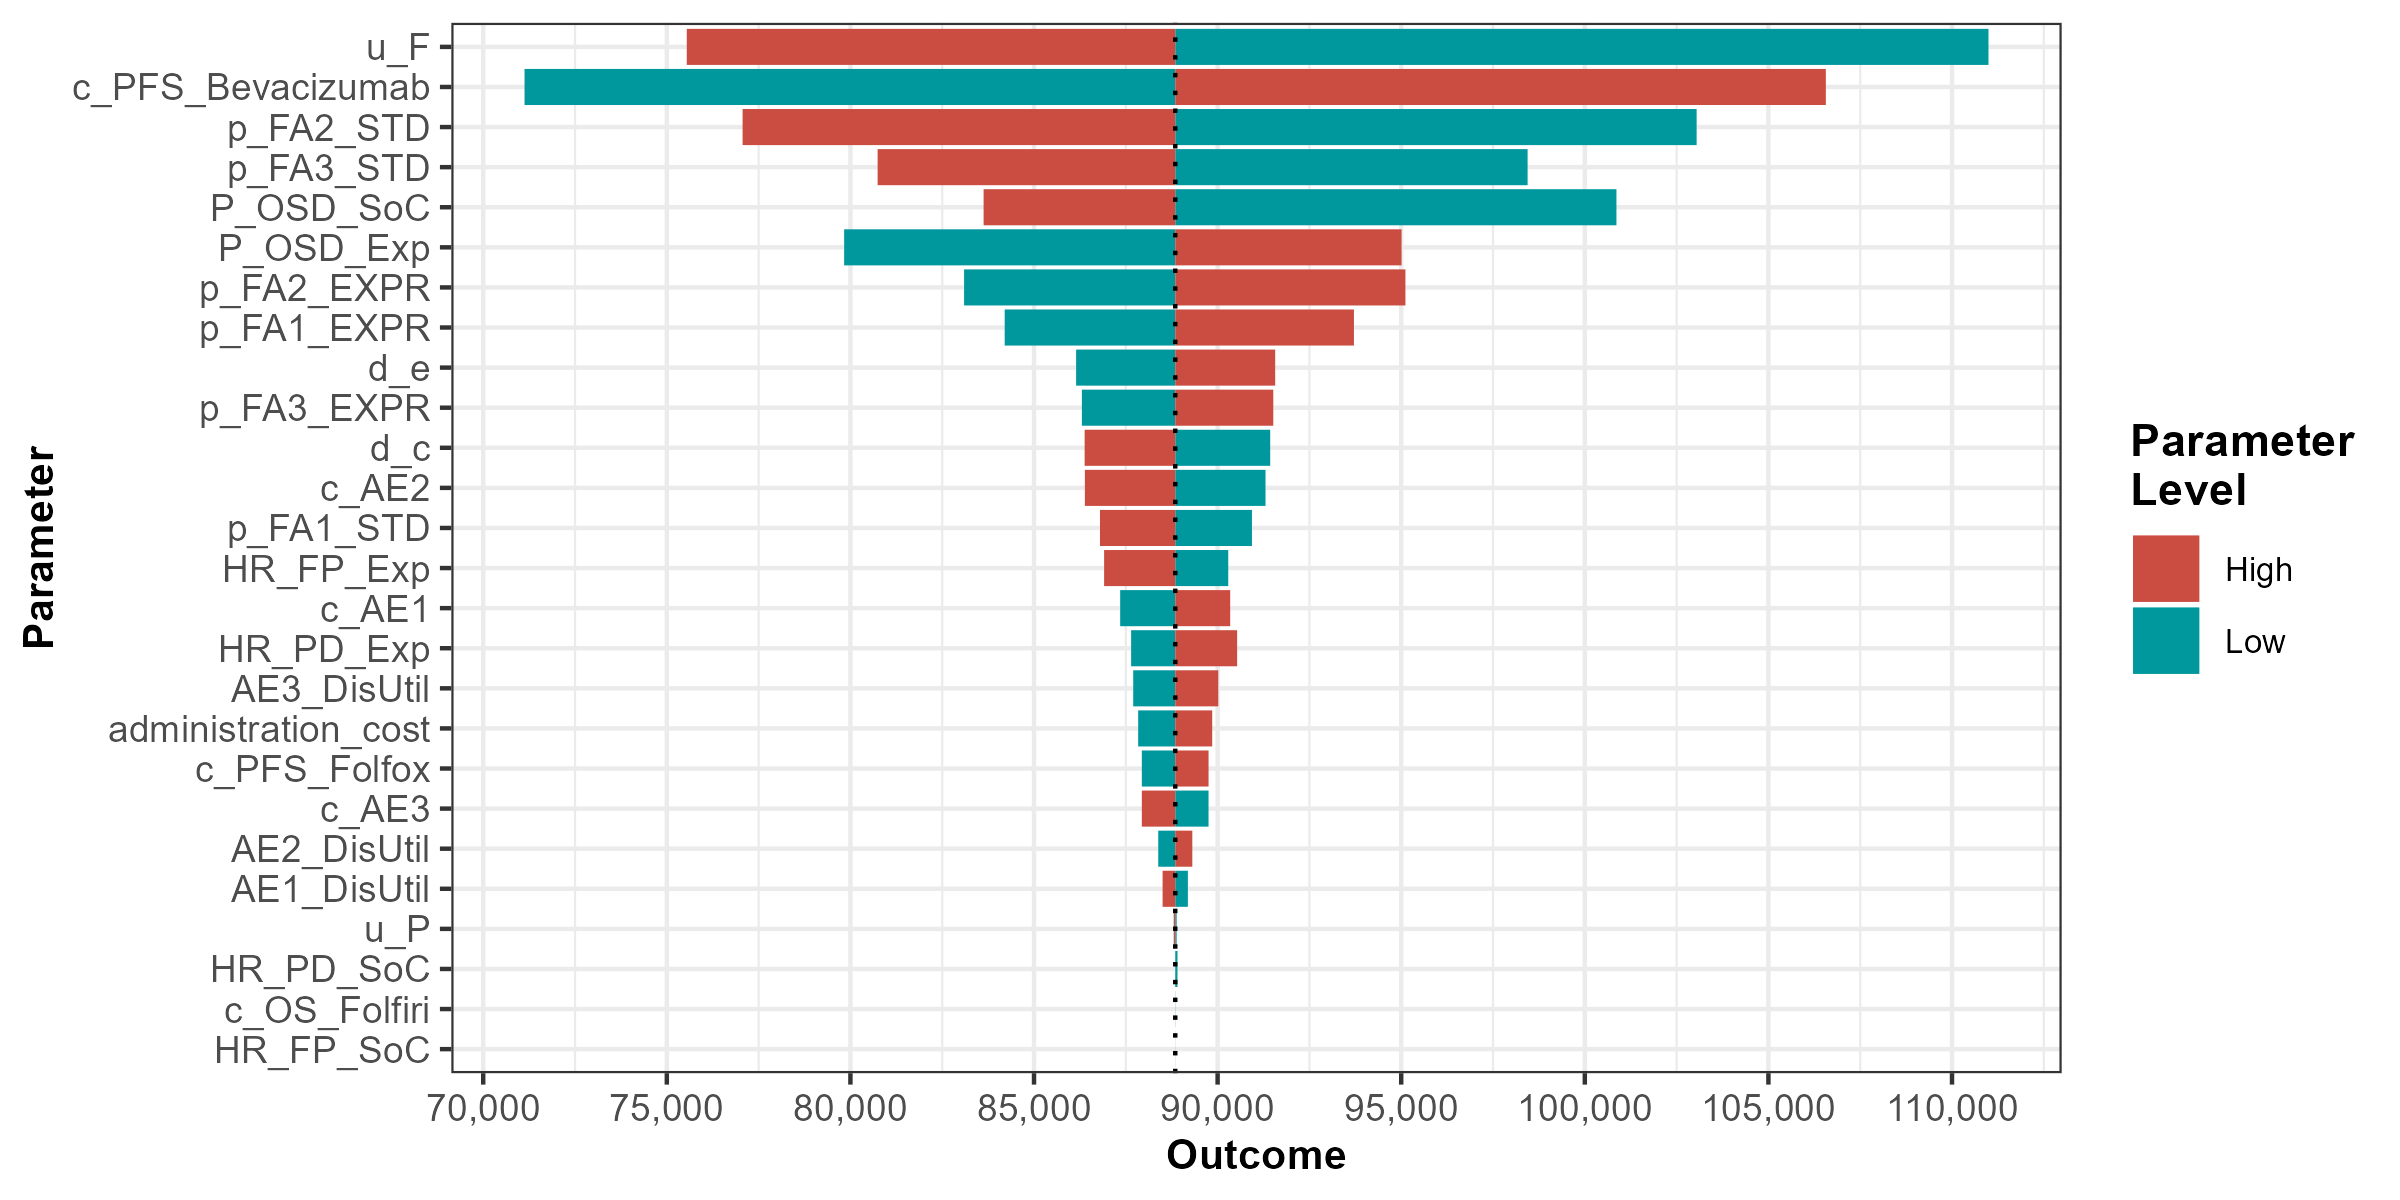 u_F
c_PFS_Bevacizumab
p_FA2_STD
p_FA3_STD
P_OSD_SoC
P_OSD_Exp
p_FA2_EXPR
p_FA1_EXPR
d_e
p_FA3_EXPR
d_c
c_AE2
p_FA1_STD
HR_FP_Exp
c_AE1
HR_PD_Exp
AE3_DisUtil
administration_cost
c_PFS_Folfox
c_AE3
AE2_DisUtil
AE1_DisUtil
u_P
HR_PD_SoC
c_OS_Folfiri
HR_FP_SoC
Parameter
70,000 75,000 80,000 85,000 90,000 95,000 100,000 105,000 110,000
Outcome
Parameter
Level
High
Low